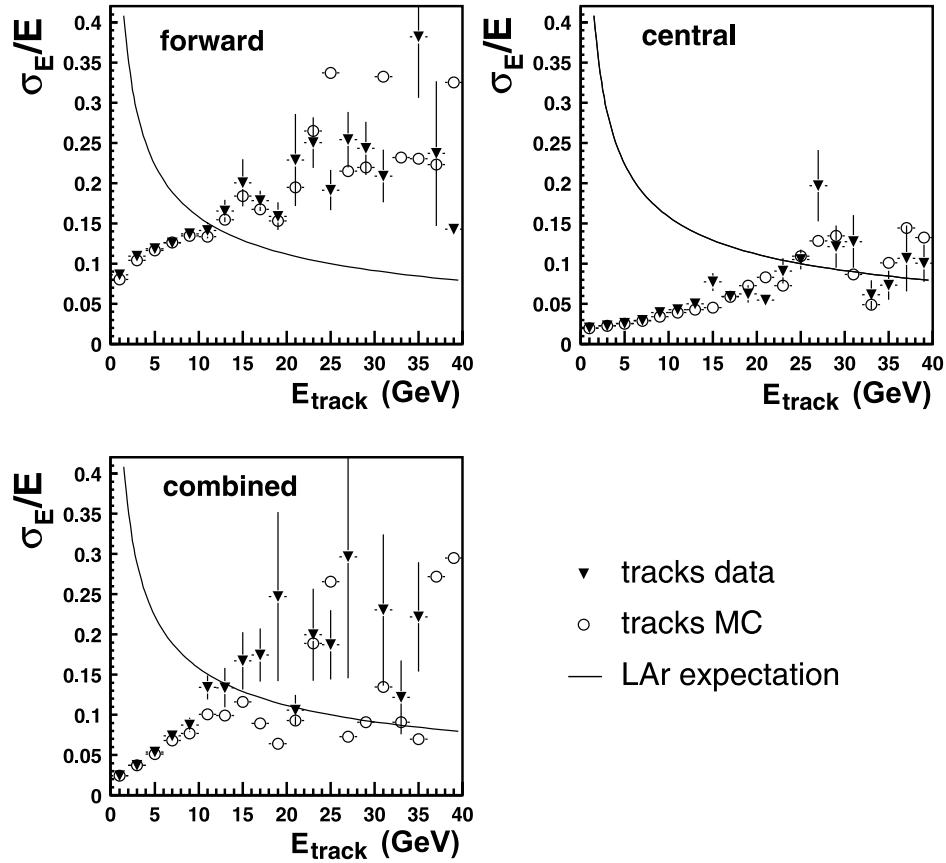 forward
σE/E
0.4
0.35
0.3
0.25
0.2
0.15
0.1
0.05
0
0 5 10 15 20 25 30 35 40
Etrack (GeV)
central
σE/E
0.4
0.35
0.3
0.25
0.2
0.15
0.1
0.05
0
0 5 10 15 20 25 30 35 40
Etrack (GeV)
combined
σE/E
0.4
0.35
0.3
0.25
0.2
0.15
0.1
0.05
0
0 5 10 15 20 25 30 35 40
Etrack (GeV)
tracks data
tracks MC
LAr expectation